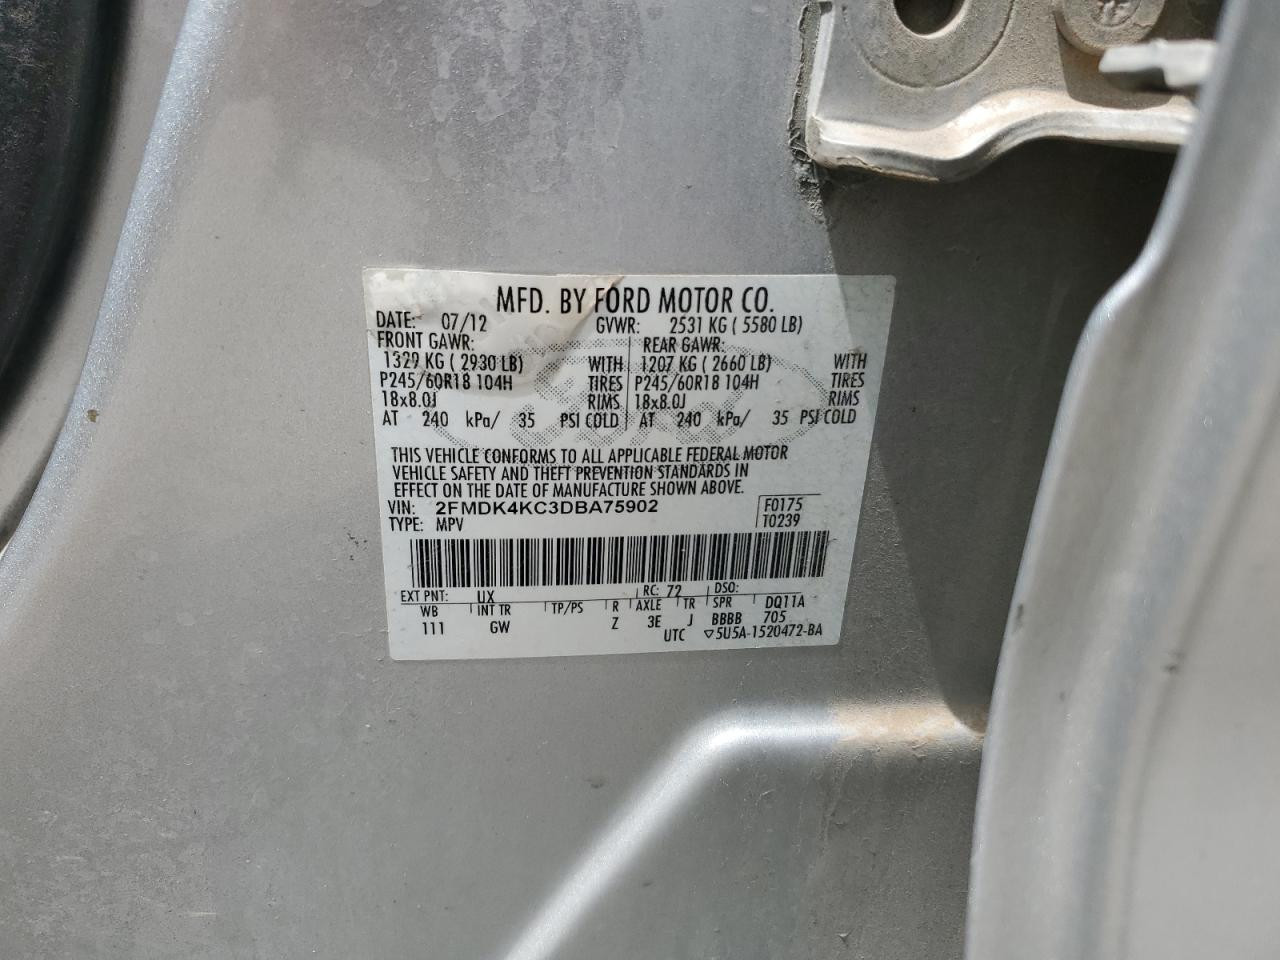 MFD. BY FORD MOTOR CO.
DATE: 07/12 GVWR: 2531 KG ( 5580 LB)
FRONT GAWR: REAR GAWR:
1329 KG ( 2930 LB) WITH 1207 KG ( 2660 LB) WITH
P245/60R18 104H TIRES P245/60R18 104H TIRES
18x8.0J RIMS 18x8.0J RIMS
AT 240 kPa/ 35 PSI COLD AT 240 kPa/ 35 PSI COLD
THIS VEHICLE CONFORMS TO ALL APPLICABLE FEDERAL MOTOR
VEHICLE SAFETY AND THEFT PREVENTION STANDARDS IN
EFFECT ON THE DATE OF MANUFACTURE SHOWN ABOVE.
VIN: 2FMDK4KC3DBA75902 F0175
TYPE: MPV T0239
EXT PNT: UX RC: 72 DSO:
WB INT TR TP/PS R AXLE TR SPR DQ11A
111 GW Z 3E J BBBB 705
UTC ▽5U5A-1520472-BA